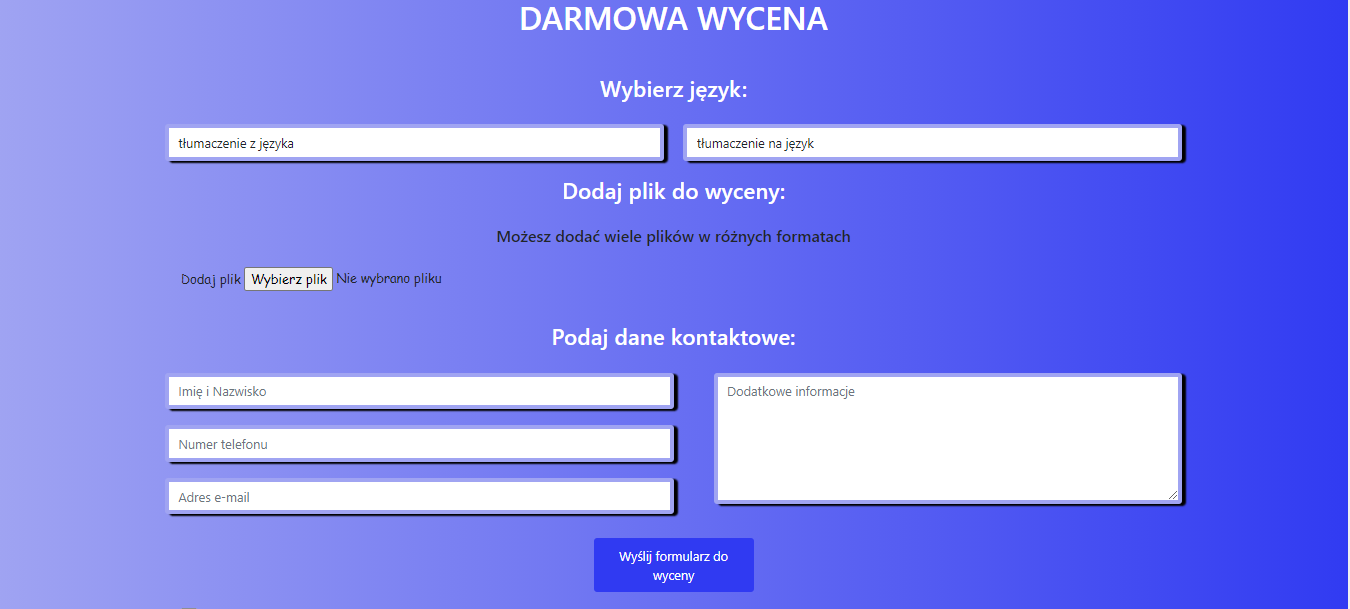 DARMOWA WYCENA
Wybierz język:
tłumaczenie z języka
tłumaczenie na język
Dodaj plik do wyceny:
Możesz dodać wiele plików w różnych formatach
Dodaj plik Wybierz plik Nie wybrano pliku
Podaj dane kontaktowe:
Imię i Nazwisko
Numer telefonu
Adres e-mail
Dodatkowe informacje
Wyślij formularz do
wyceny